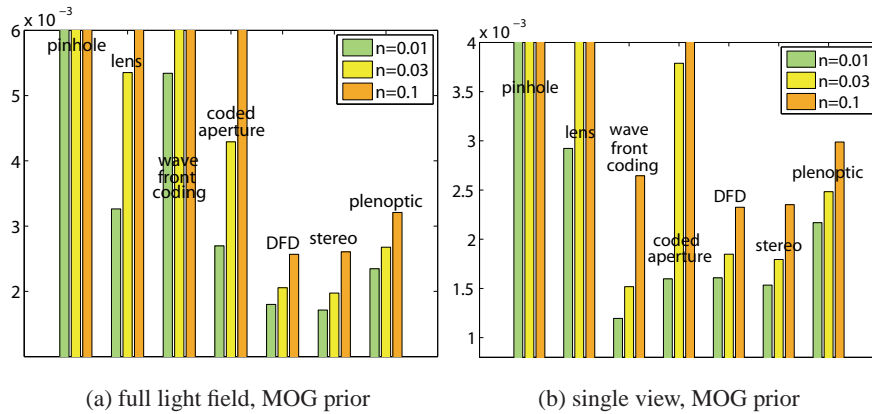 x 10⁻³
6
5
4
3
2
pinhole
lens
wave
front
coding
coded
aperture
DFD
stereo
plenoptic
n=0.01
n=0.03
n=0.1
(a) full light field, MOG prior
x 10⁻³
4
3.5
3
2.5
2
1.5
1
pinhole
lens
wave
front
coding
coded
aperture
DFD
stereo
plenoptic
n=0.01
n=0.03
n=0.1
(b) single view, MOG prior